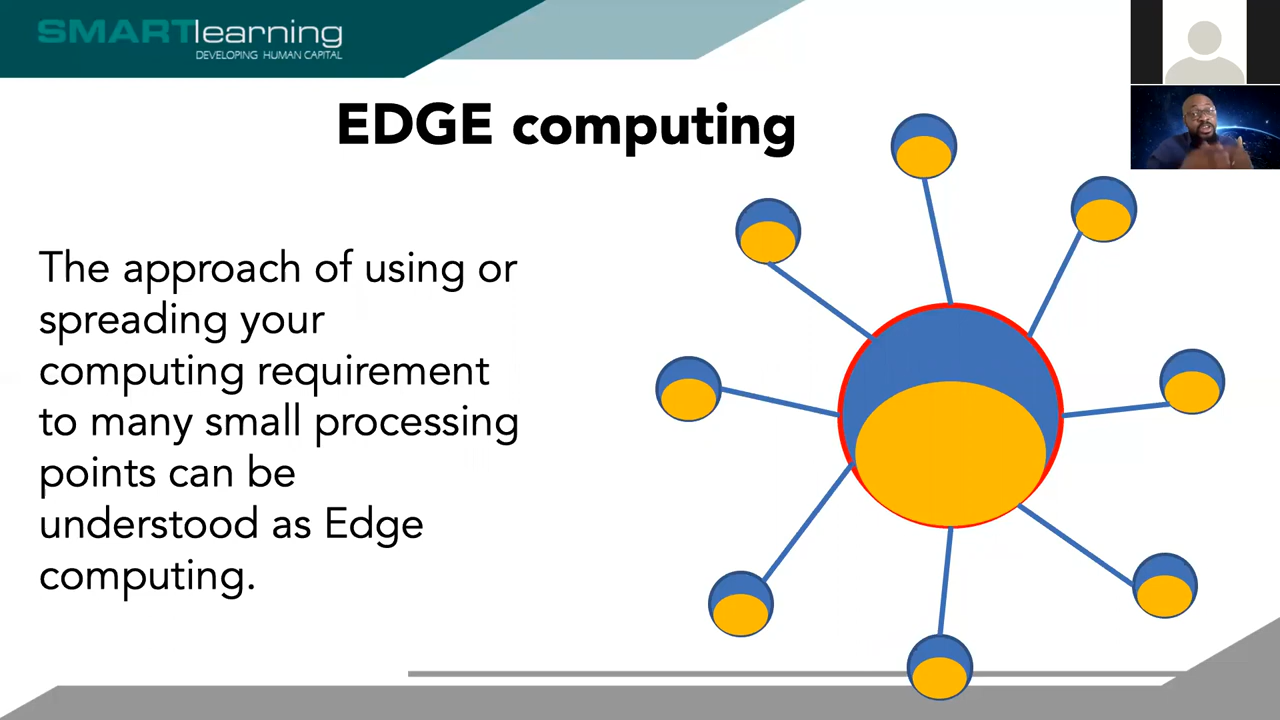 SMARTlearning
DEVELOPING HUMAN CAPITAL
EDGE computing
The approach of using or
spreading your
computing requirement
to many small processing
points can be
understood as Edge
computing.